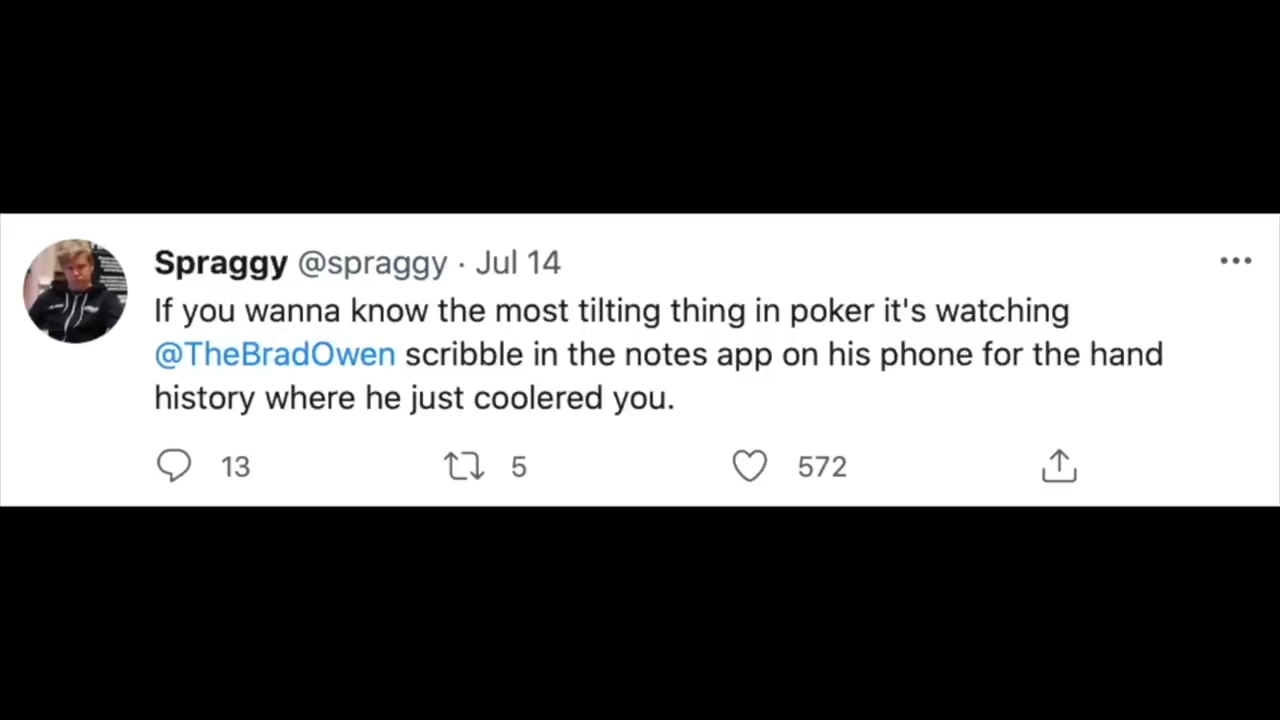 Spraggy @spraggy · Jul 14
If you wanna know the most tilting thing in poker it's watching
@TheBradOwen scribble in the notes app on his phone for the hand
history where he just coolered you.
13 5 572